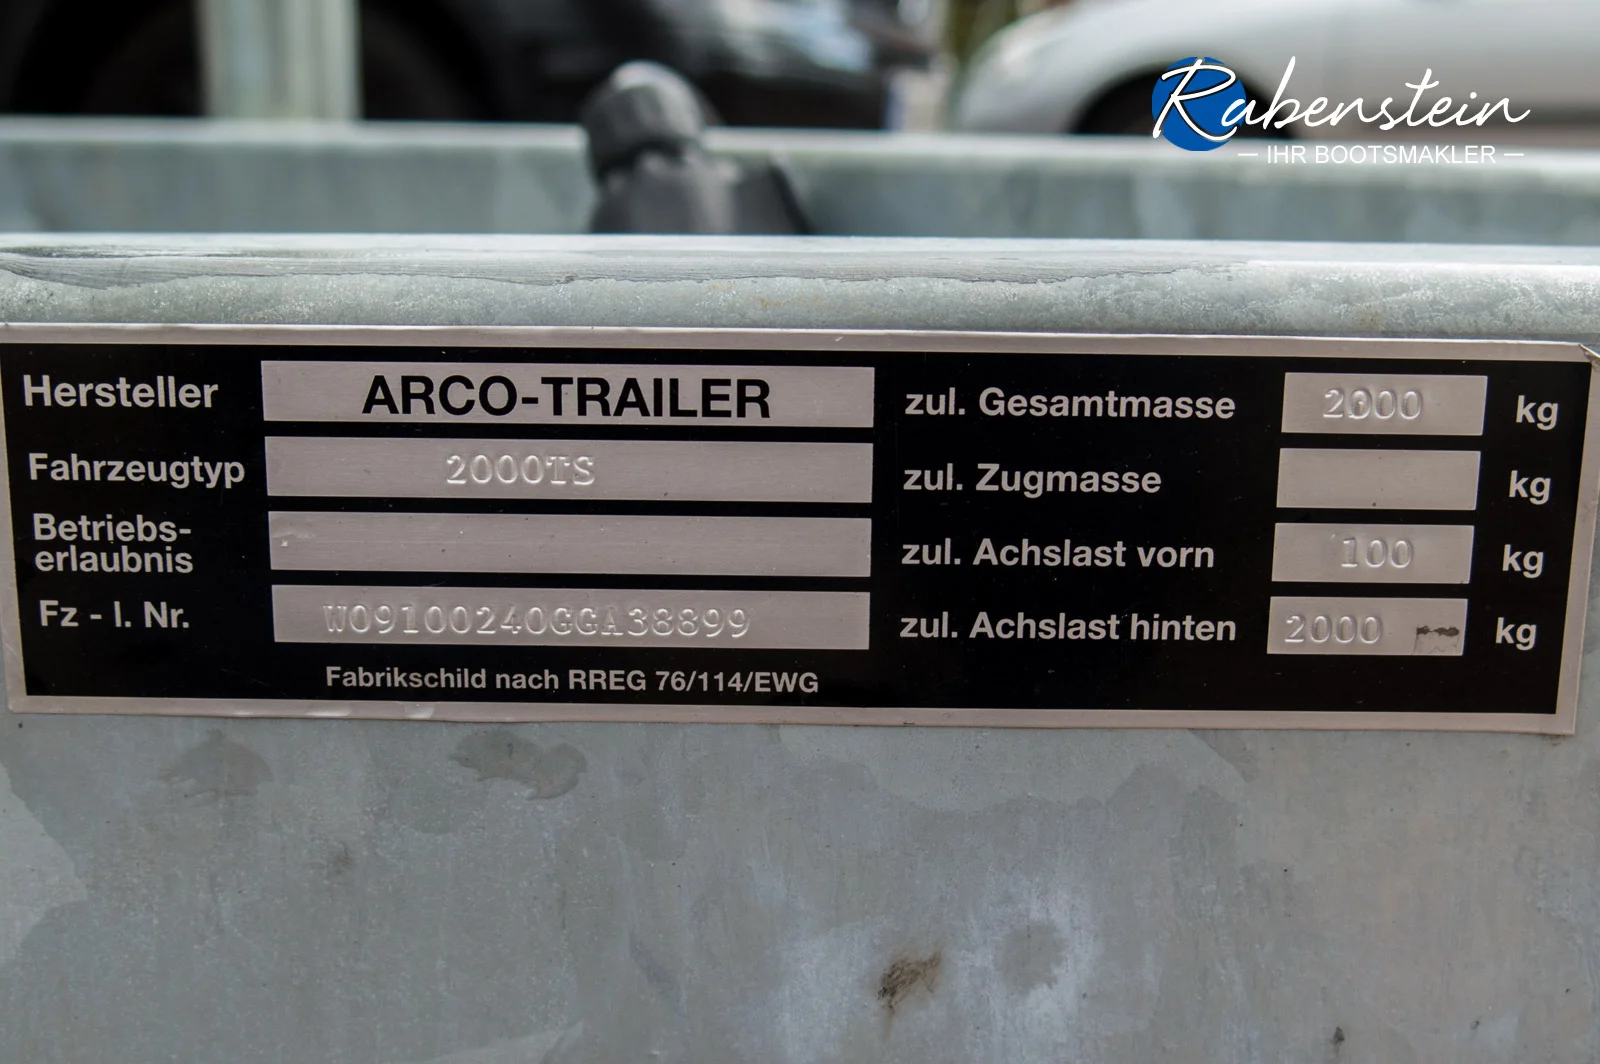 Rabenstein
— IHR BOOTSMAKLER —
Hersteller ARCO-TRAILER
Fahrzeugtyp 2000TS
Betriebs-
erlaubnis
Fz - I. Nr. W09100240GGA38899
Fabrikschild nach RREG 76/114/EWG
zul. Gesamtmasse 2000 kg
zul. Zugmasse kg
zul. Achslast vorn 100 kg
zul. Achslast hinten 2000 kg